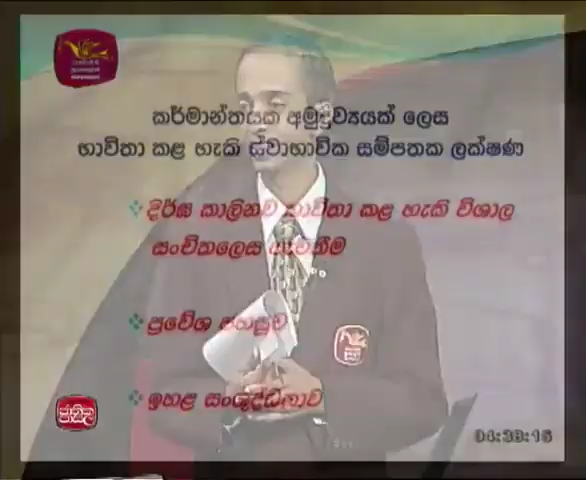 කර්මාන්තයක අමුද්‍රව්‍යයක් ලෙස
භාවිතා කළ හැකි ස්වාභාවික සම්පතක ලක්ෂණ
දිර්ඝ කාලිනව භාවිතා කළ හැකි විශාල
සංචිතලෙස පැවතීම
ප්‍රවේශ පහසුව
ඉහළ සංශුද්ධතාව
ජාතික පාසල
04:38:16